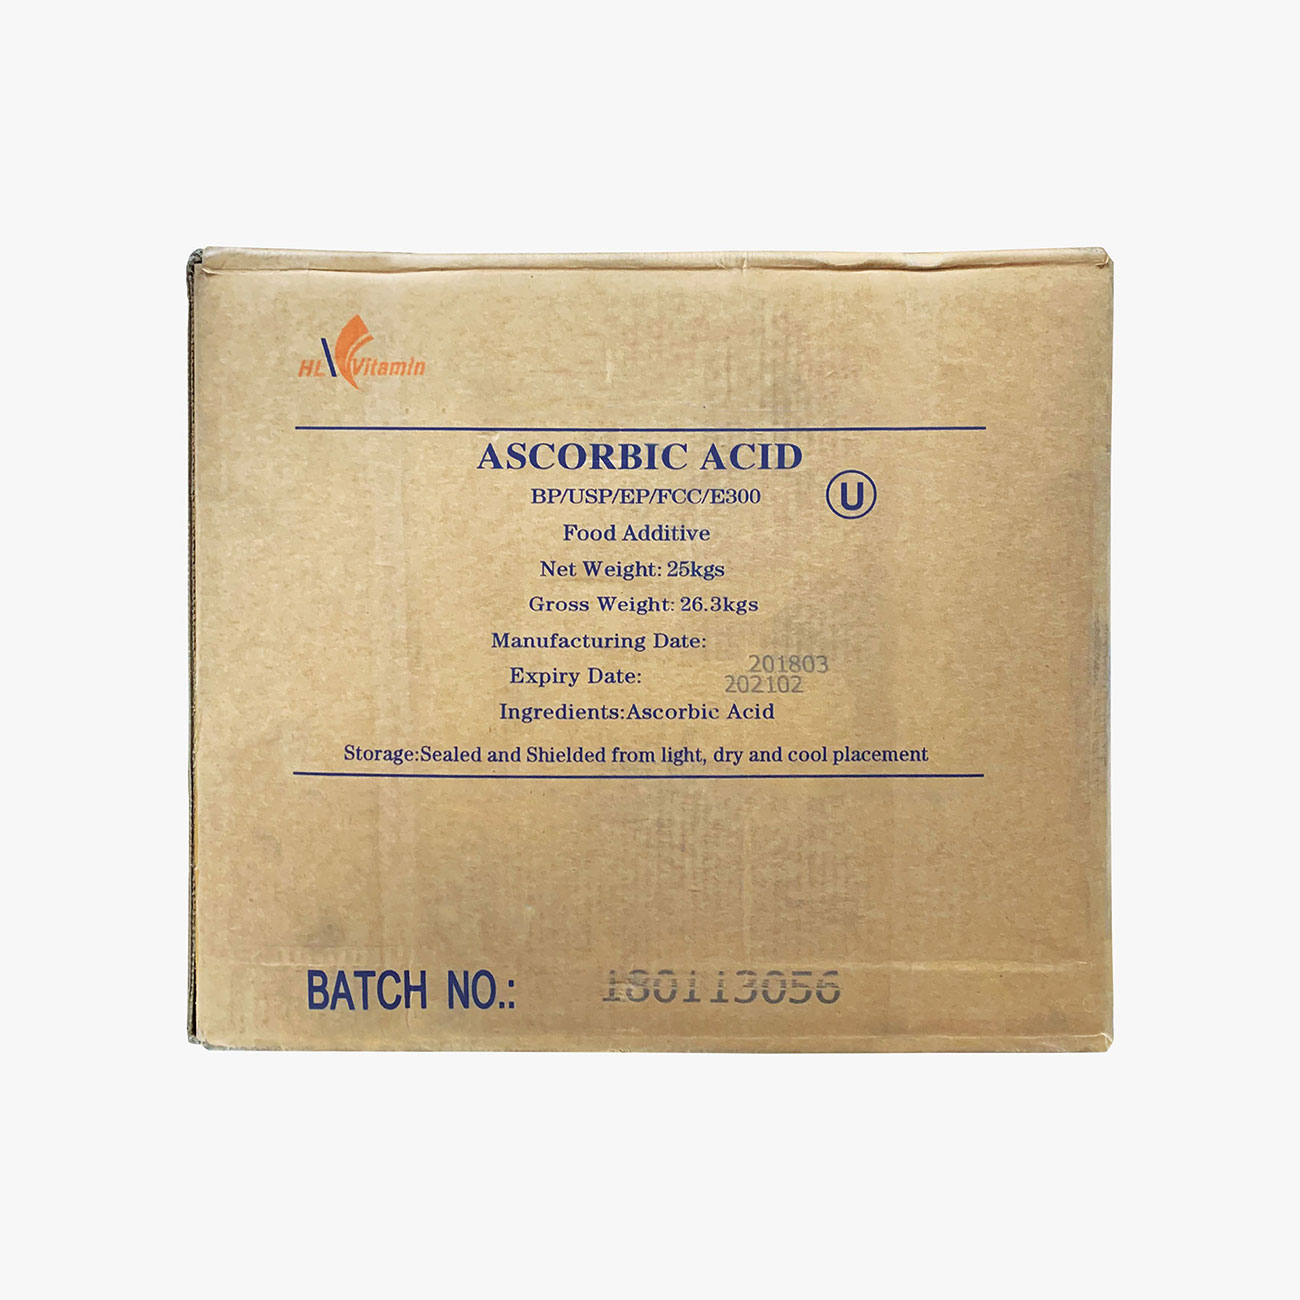 HL Vitamin
ASCORBIC ACID
BP/USP/EP/FCC/E300
U
Food Additive
Net Weight: 25kgs
Gross Weight: 26.3kgs
Manufacturing Date:
201803
Expiry Date:
202102
Ingredients:Ascorbic Acid
Storage:Sealed and Shielded from light, dry and cool placement
BATCH NO.: 180113056